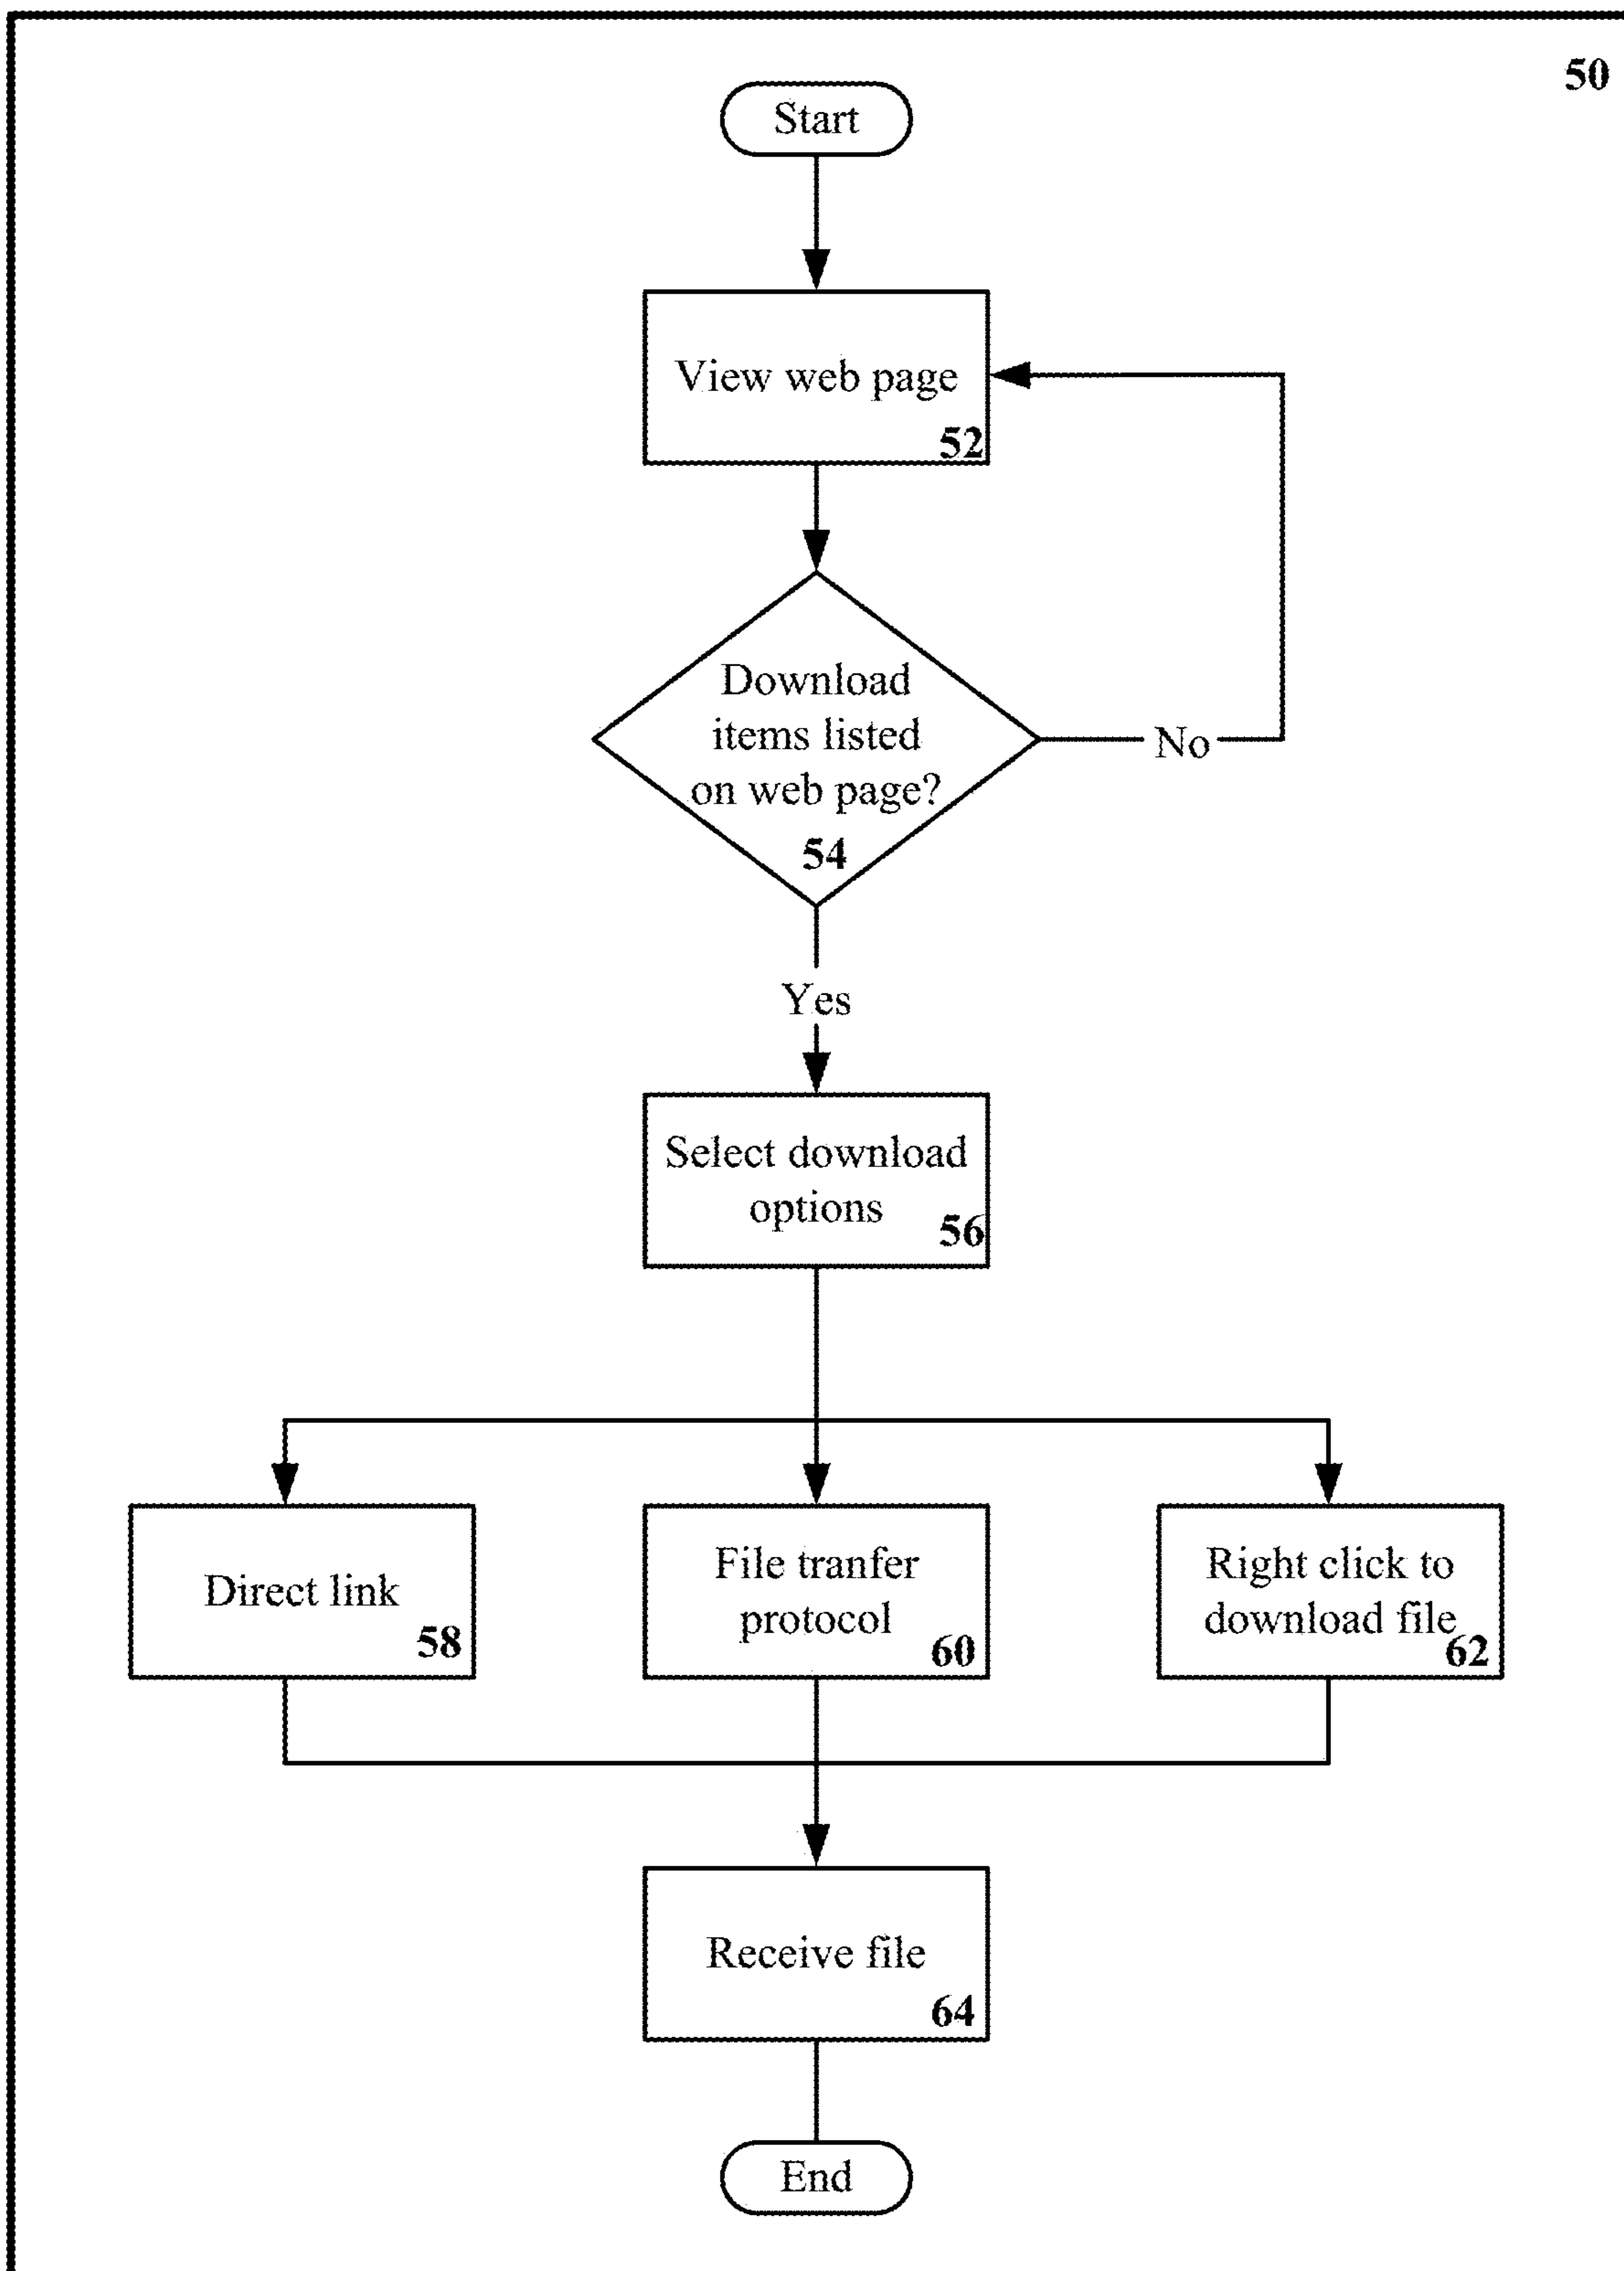 50
Start
View web page
52
Download
items listed
on web page?
54
No
Yes
Select download
options
56
Direct link
58
File tranfer
protocol
60
Right click to
download file
62
Receive file
64
End